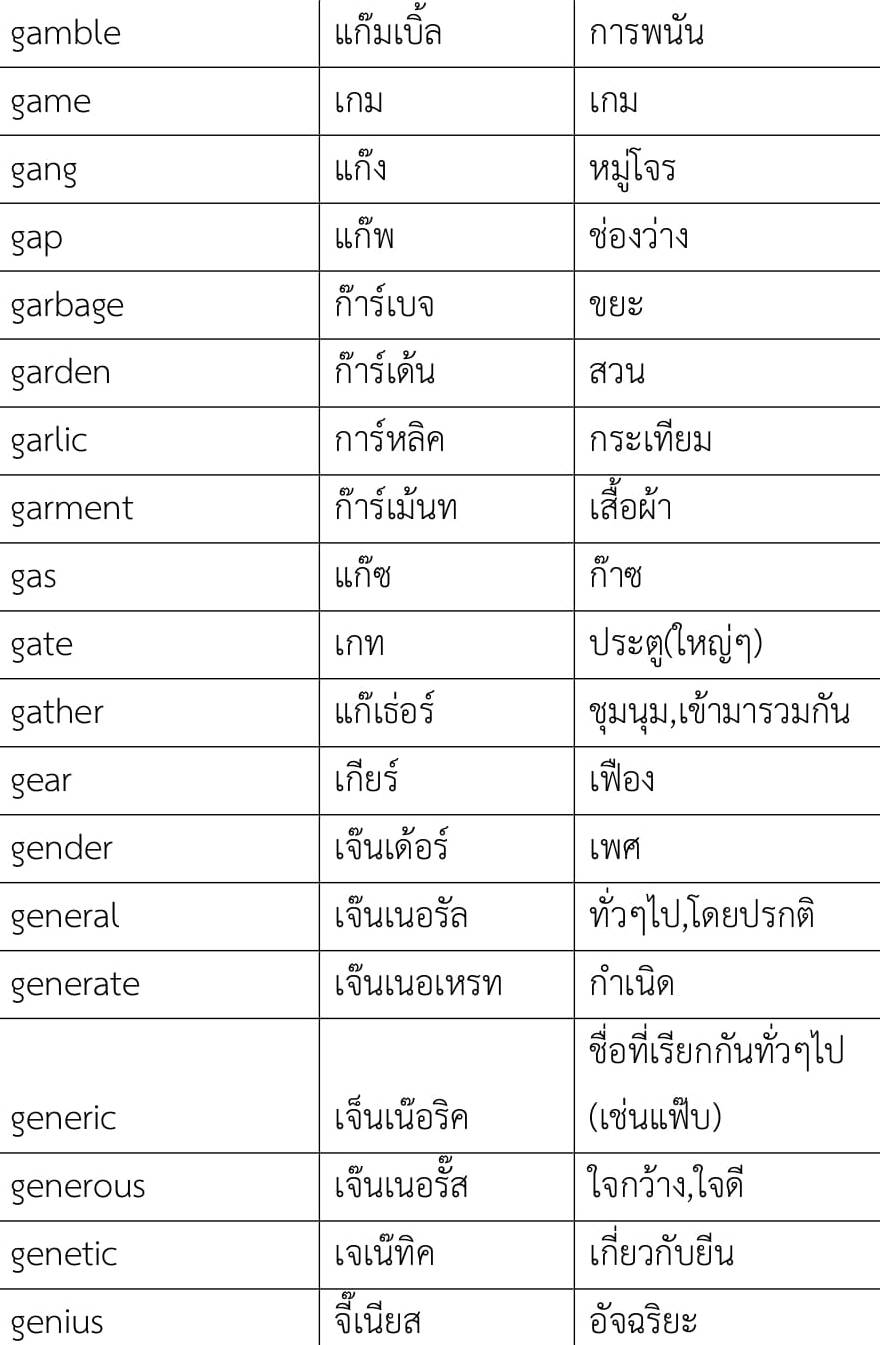 gamble แก๊มเบิ้ล การพนัน
game เกม เกม
gang แก๊ง หมู่โจร
gap แก๊พ ช่องว่าง
garbage ก๊าร์เบจ ขยะ
garden ก๊าร์เด้น สวน
garlic การ์หลิค กระเทียม
garment ก๊าร์เม้นท เสื้อผ้า
gas แก๊ซ ก๊าซ
gate เกท ประตู(ใหญ่ๆ)
gather แก๊เธ่อร์ ชุมนุม,เข้ามารวมกัน
gear เกียร์ เฟือง
gender เจ๊นเด้อร์ เพศ
general เจ๊นเนอรัล ทั่วๆไป,โดยปรกติ
generate เจ๊นเนอเหรท กำเนิด
ชื่อที่เรียกกันทั่วๆไป
generic เจ็นเน๊อริค (เช่นแฟ๊บ)
generous เจ๊นเนอรั๊ส ใจกว้าง,ใจดี
genetic เจเน๊ทิค เกี่ยวกับยีน
genius จี๊เนียส อัจฉริยะ